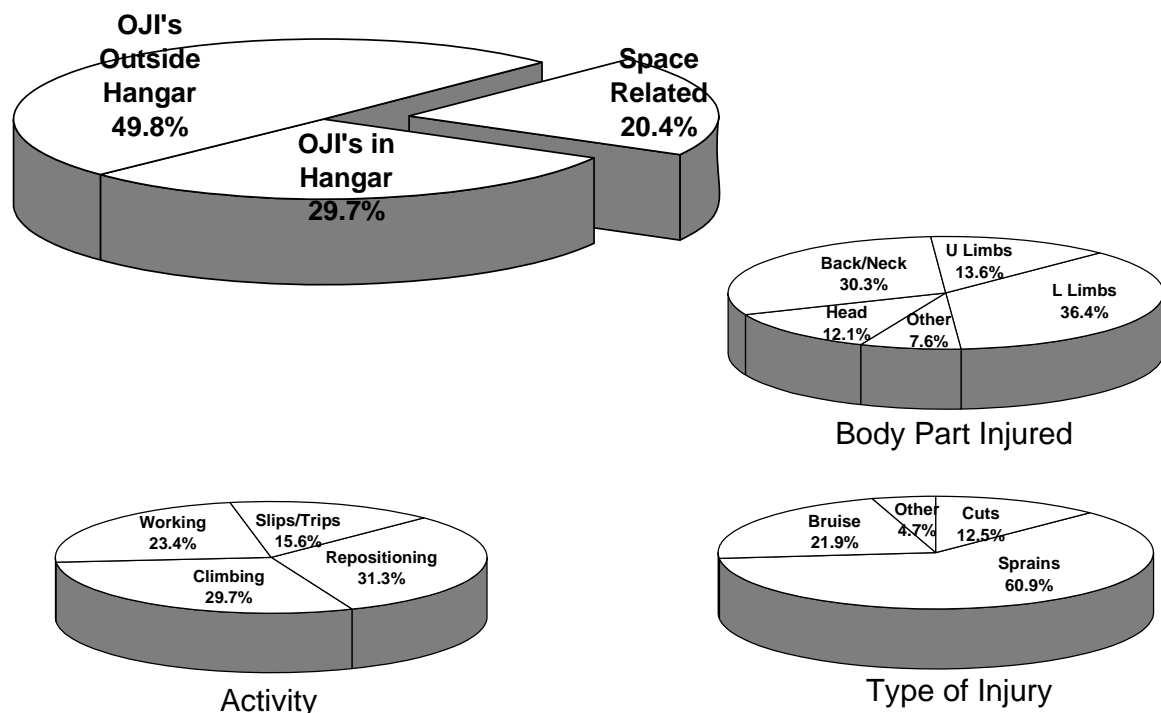 OJI's
Outside
Hangar
49.8%
Space
Related
20.4%
OJI's in
Hangar
29.7%
Back/Neck
30.3%
U Limbs
13.6%
L Limbs
36.4%
Head
12.1%
Other
7.6%
Body Part Injured
Working
23.4%
Slips/Trips
15.6%
Repositioning
31.3%
Climbing
29.7%
Activity
Bruise
21.9%
Other
4.7%
Cuts
12.5%
Sprains
60.9%
Type of Injury